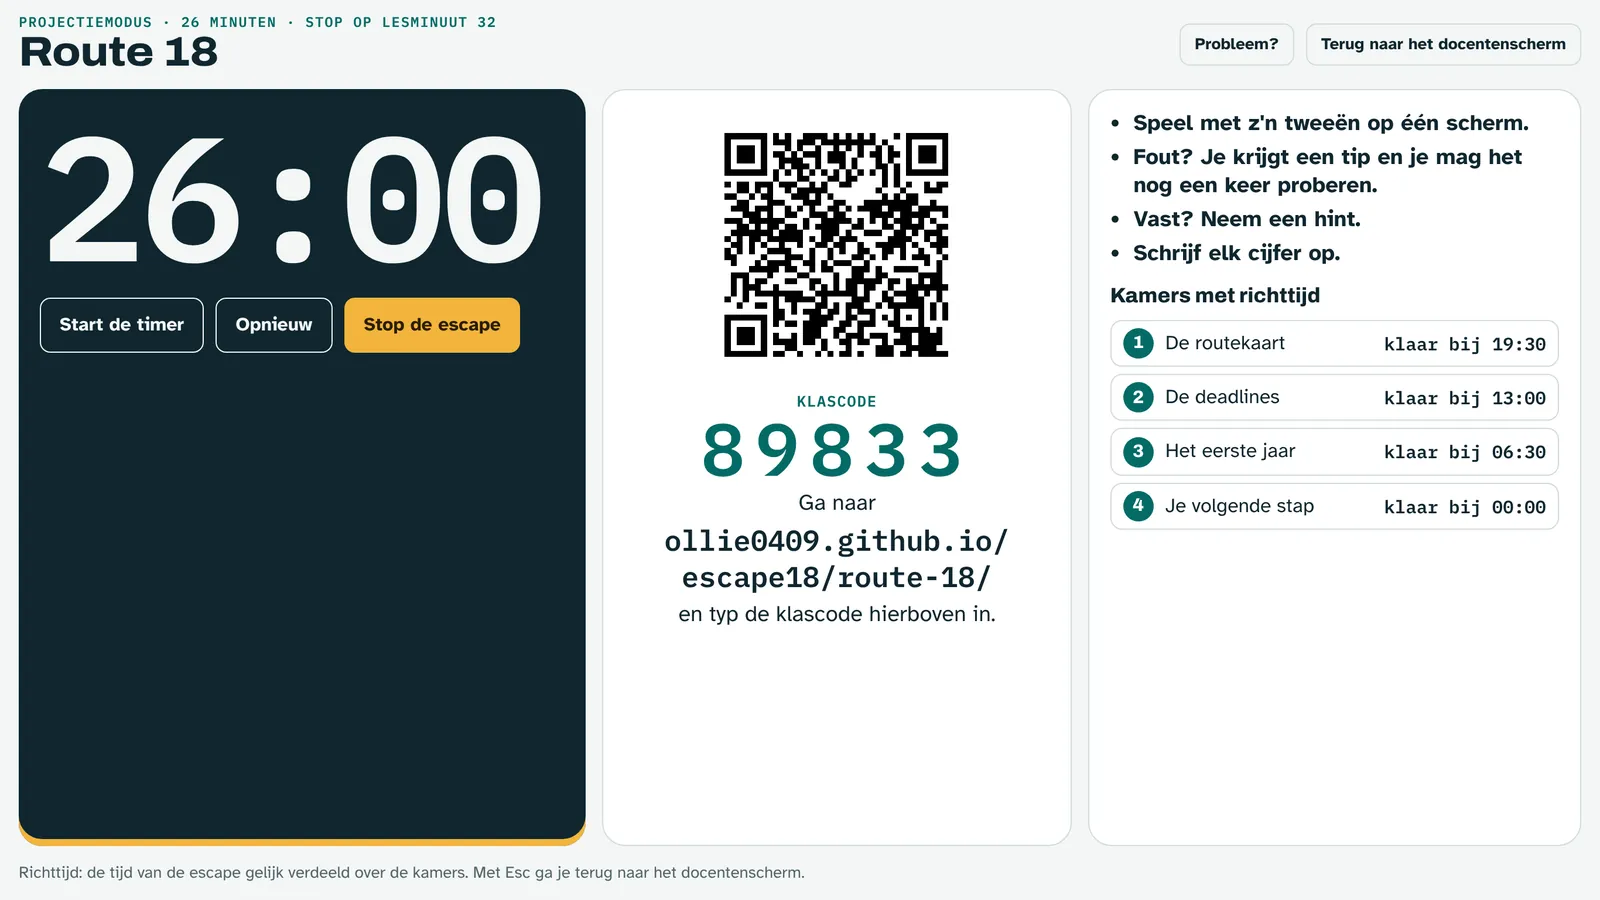 PROJECTIEMODUS · 26 MINUTEN · STOP OP LESMINUUT 32
Route 18
Probleem?
Terug naar het docentenscherm
26:00
Start de timer
Opnieuw
Stop de escape
KLASCODE
89833
Ga naar
ollie0409.github.io/
escape18/route-18/
en typ de klascode hierboven in.
• Speel met z'n tweeën op één scherm.
• Fout? Je krijgt een tip en je mag het
nog een keer proberen.
• Vast? Neem een hint.
• Schrijf elk cijfer op.
Kamers met richttijd
1 De routekaart klaar bij 19:30
2 De deadlines klaar bij 13:00
3 Het eerste jaar klaar bij 06:30
4 Je volgende stap klaar bij 00:00
Richttijd: de tijd van de escape gelijk verdeeld over de kamers. Met Esc ga je terug naar het docentenscherm.